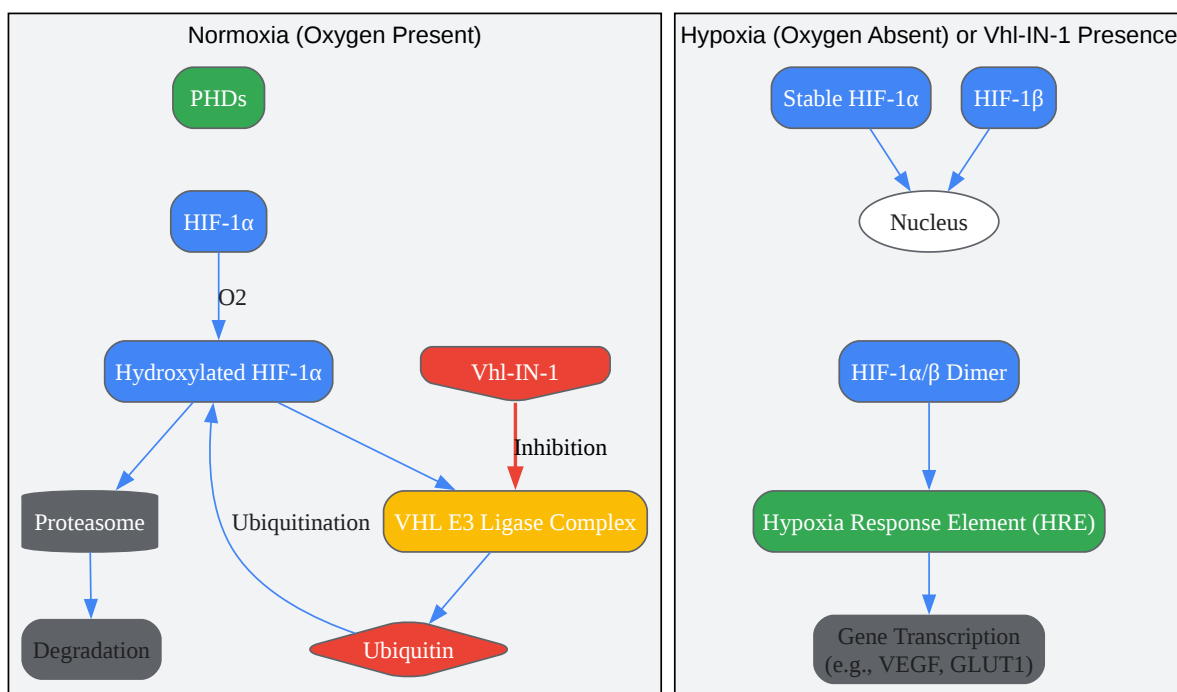 Normoxia (Oxygen Present)
PHDs
HIF-1α
O2
Hydroxylated HIF-1α
Vhl-IN-1
Inhibition
Proteasome
Ubiquitination
VHL E3 Ligase Complex
Degradation
Ubiquitin
Hypoxia (Oxygen Absent) or Vhl-IN-1 Presence
Stable HIF-1α
HIF-1β
Nucleus
HIF-1α/β Dimer
Hypoxia Response Element (HRE)
Gene Transcription
(e.g., VEGF, GLUT1)